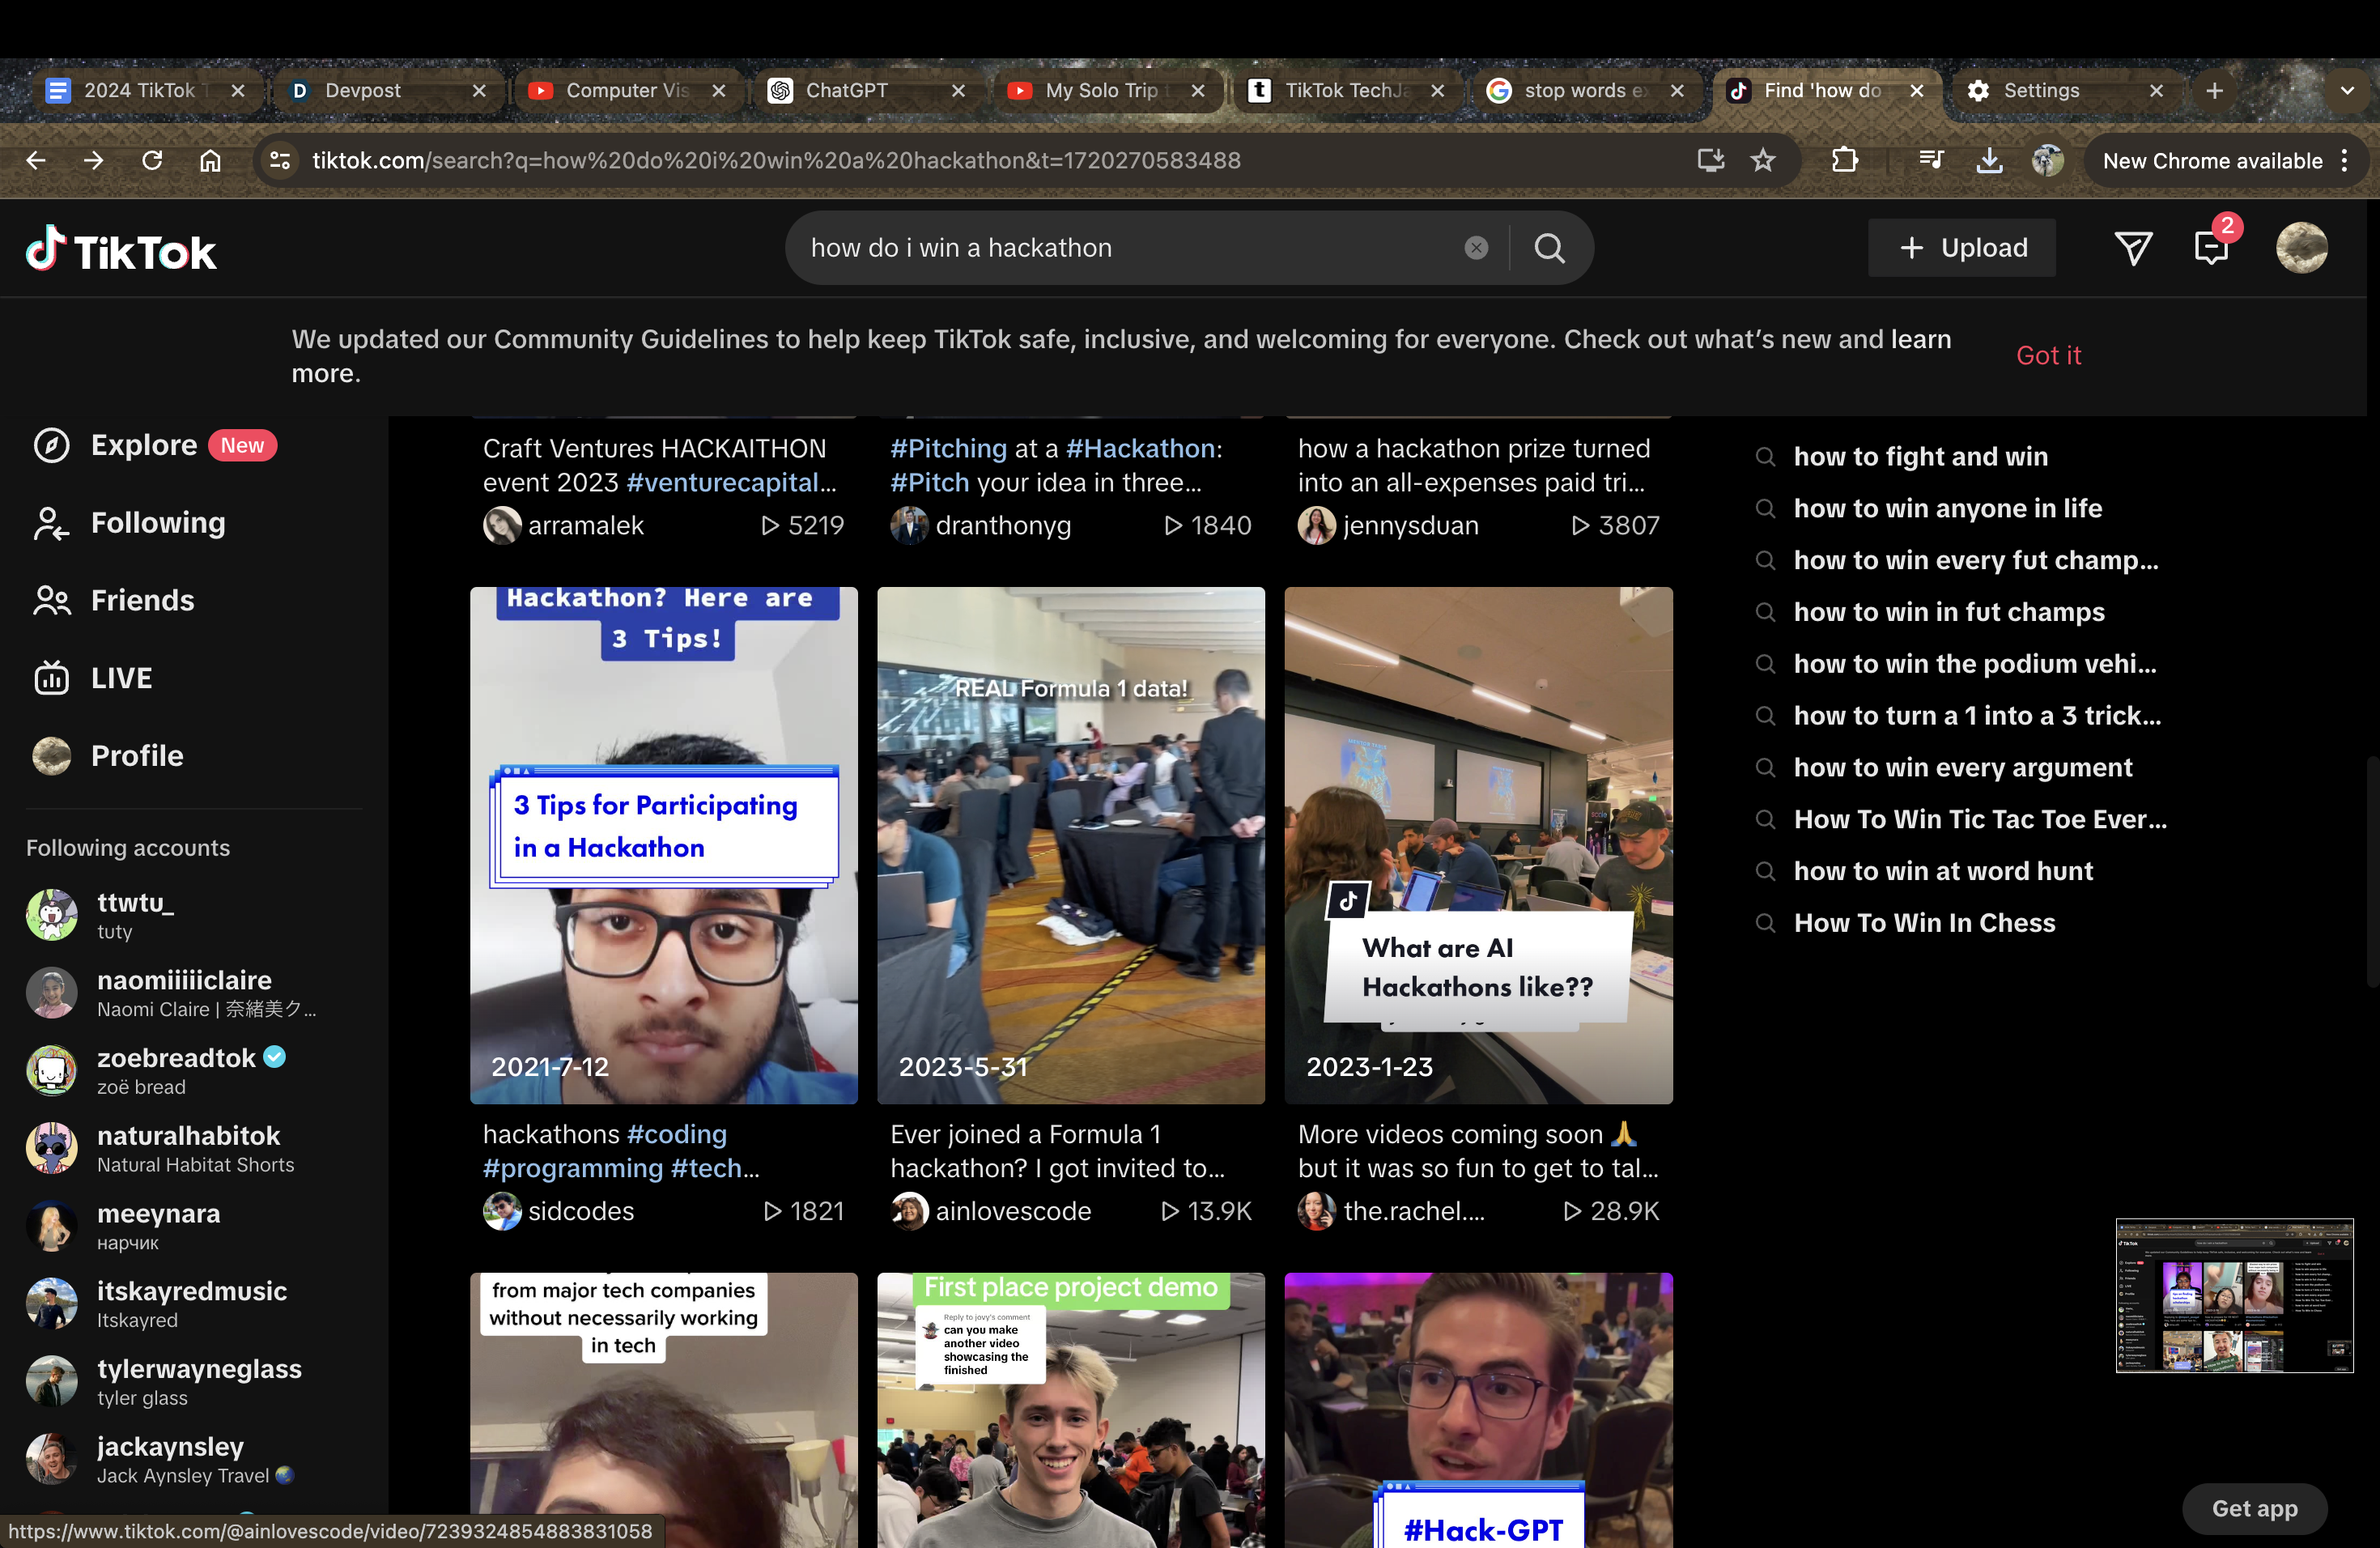 2024 TikTok T
Devpost
Computer Vis
ChatGPT
My Solo Trip t
TikTok TechJa
stop words ex
Find 'how do
Settings
tiktok.com/search?q=how%20do%20i%20win%20a%20hackathon&t=1720270583488
New Chrome available
TikTok
how do i win a hackathon
Upload
2
We updated our Community Guidelines to help keep TikTok safe, inclusive, and welcoming for everyone. Check out what's new and learn
more.
Got it
Explore New
Following
Friends
LIVE
Profile
Following accounts
ttwtu_
tuty
naomiiiiiclaire
Naomi Claire | 奈緒美ク...
zoebreadtok
zoë bread
naturalhabitok
Natural Habitat Shorts
meeynara
нарчик
itskayredmusic
Itskayred
tylerwayneglass
tyler glass
jackaynsley
Jack Aynsley Travel 🌏
Craft Ventures HACKAITHON
event 2023 #venturecapital...
arramalek 5219
#Pitching at a #Hackathon:
#Pitch your idea in three...
dranthonyg 1840
how a hackathon prize turned
into an all-expenses paid tri...
jennysduan 3807
Hackathon? Here are
3 Tips!
3 Tips for Participating
in a Hackathon
2021-7-12
hackathons #coding
#programming #tech...
sidcodes 1821
REAL Formula 1 data!
2023-5-31
Ever joined a Formula 1
hackathon? I got invited to...
ainlovescode 13.9K
What are AI
Hackathons like??
2023-1-23
More videos coming soon 🙏
but it was so fun to get to tal...
the.rachel.... 28.9K
from major tech companies
without necessarily working
in tech
First place project demo
Reply to jovy's comment
can you make
another video
showcasing the
finished
#Hack-GPT
how to fight and win
how to win anyone in life
how to win every fut champ...
how to win in fut champs
how to win the podium vehi...
how to turn a 1 into a 3 trick...
how to win every argument
How To Win Tic Tac Toe Ever...
how to win at word hunt
How To Win In Chess
Get app
https://www.tiktok.com/@ainlovescode/video/7239324854883831058